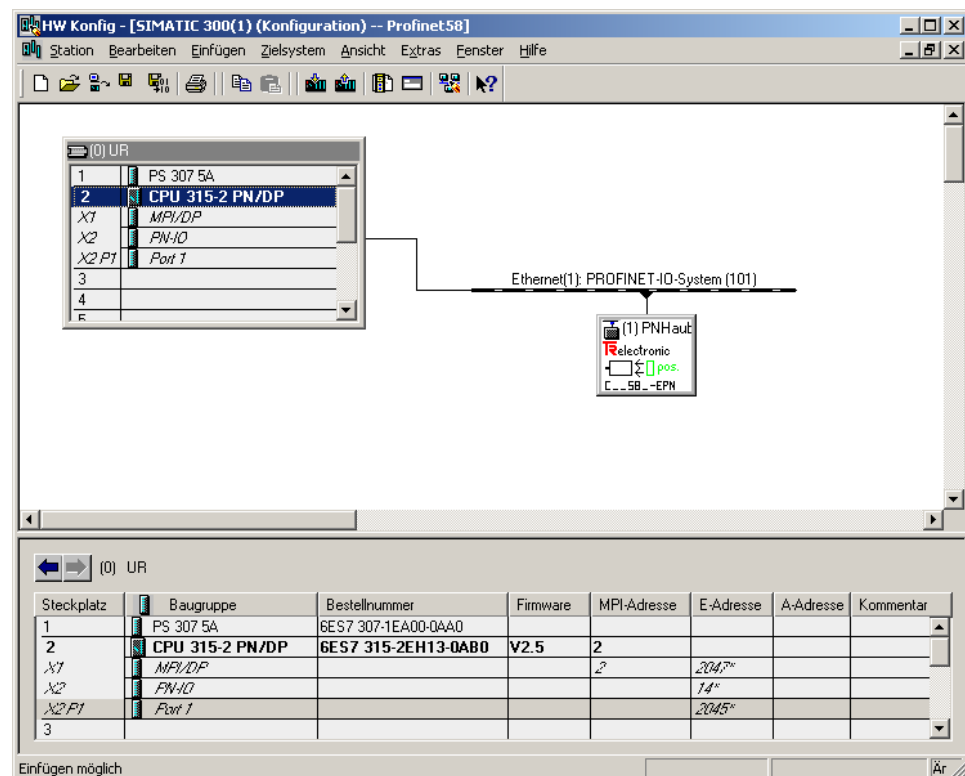 HW Konfig - [SIMATIC 300(1) (Konfiguration) -- Profinet58]
Station Bearbeiten Einfügen Zielsystem Ansicht Extras Fenster Hilfe
(0) UR
1 PS 307 5A
2 CPU 315-2 PN/DP
X1 MPI/DP
X2 PN-IO
X2 P1 Port 1
3
4
5
Ethernet(1): PROFINET-IO-System (101)
(1) PNHaub
TR electronic
pos.
C__58_-EPN
(0) UR
Steckplatz Baugruppe Bestellnummer Firmware MPI-Adresse E-Adresse A-Adresse Kommentar
1 PS 307 5A 6ES7 307-1EA00-0AA0
2 CPU 315-2 PN/DP 6ES7 315-2EH13-0AB0 V2.5 2
X1 MPI/DP 2 2047*
X2 PN-IO 14*
X2 P1 Port 1 2045*
3
Einfügen möglich Är